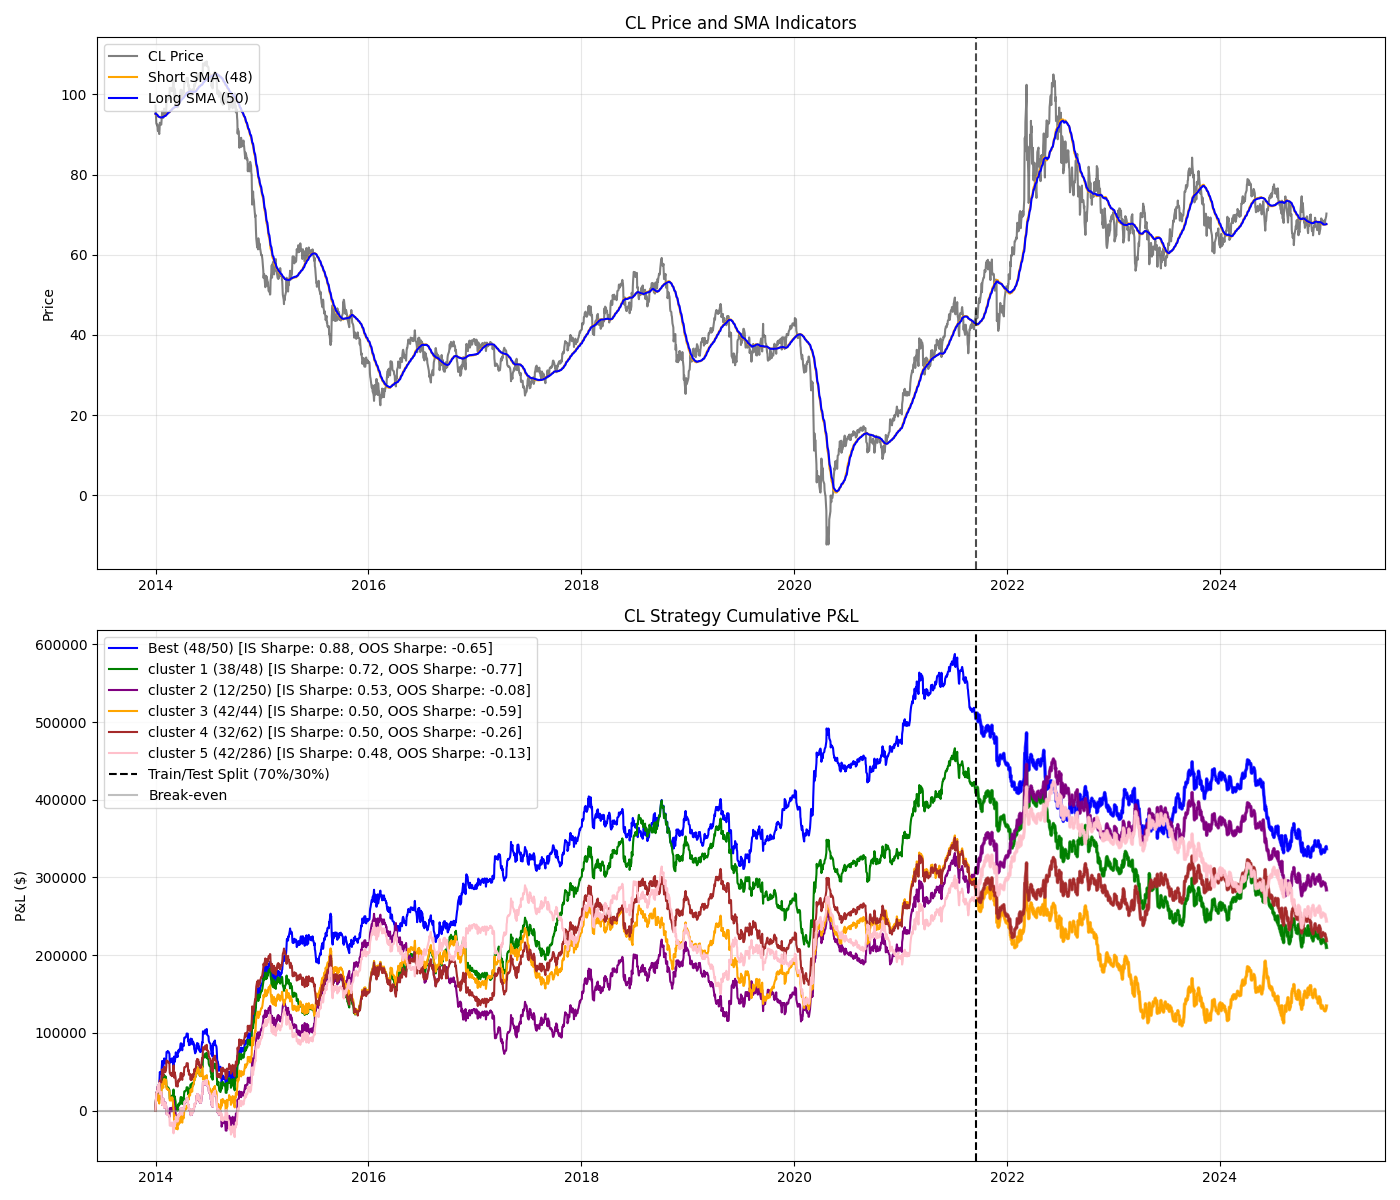 CL Price and SMA Indicators
CL Price
Short SMA (48)
Long SMA (50)
Price
100
80
60
40
20
0
2014
2016
2018
2020
2022
2024
CL Strategy Cumulative P&L
Best (48/50) [IS Sharpe: 0.88, OOS Sharpe: -0.65]
cluster 1 (38/48) [IS Sharpe: 0.72, OOS Sharpe: -0.77]
cluster 2 (12/250) [IS Sharpe: 0.53, OOS Sharpe: -0.08]
cluster 3 (42/44) [IS Sharpe: 0.50, OOS Sharpe: -0.59]
cluster 4 (32/62) [IS Sharpe: 0.50, OOS Sharpe: -0.26]
cluster 5 (42/286) [IS Sharpe: 0.48, OOS Sharpe: -0.13]
Train/Test Split (70%/30%)
Break-even
P&L ($)
600000
500000
400000
300000
200000
100000
0
2014
2016
2018
2020
2022
2024